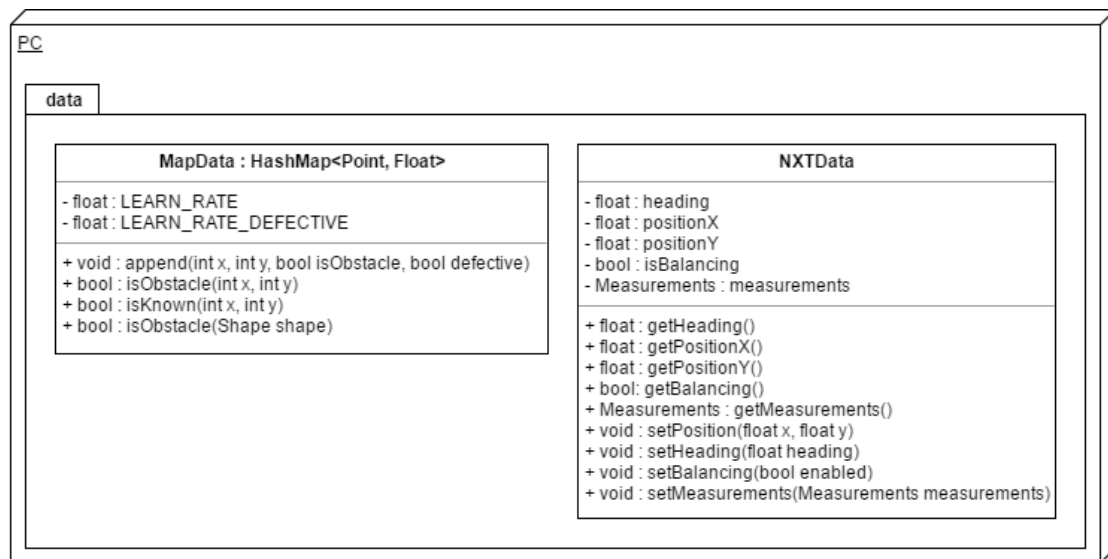 PC
data
MapData : HashMap<Point, Float>
- float : LEARN_RATE
- float : LEARN_RATE_DEFECTIVE
+ void : append(int x, int y, bool isObstacle, bool defective)
+ bool : isObstacle(int x, int y)
+ bool : isKnown(int x, int y)
+ bool : isObstacle(Shape shape)
NXTData
- float : heading
- float : positionX
- float : positionY
- bool : isBalancing
- Measurements : measurements
+ float : getHeading()
+ float : getPositionX()
+ float : getPositionY()
+ bool: getBalancing()
+ Measurements : getMeasurements()
+ void : setPosition(float x, float y)
+ void : setHeading(float heading)
+ void : setBalancing(bool enabled)
+ void : setMeasurements(Measurements measurements)